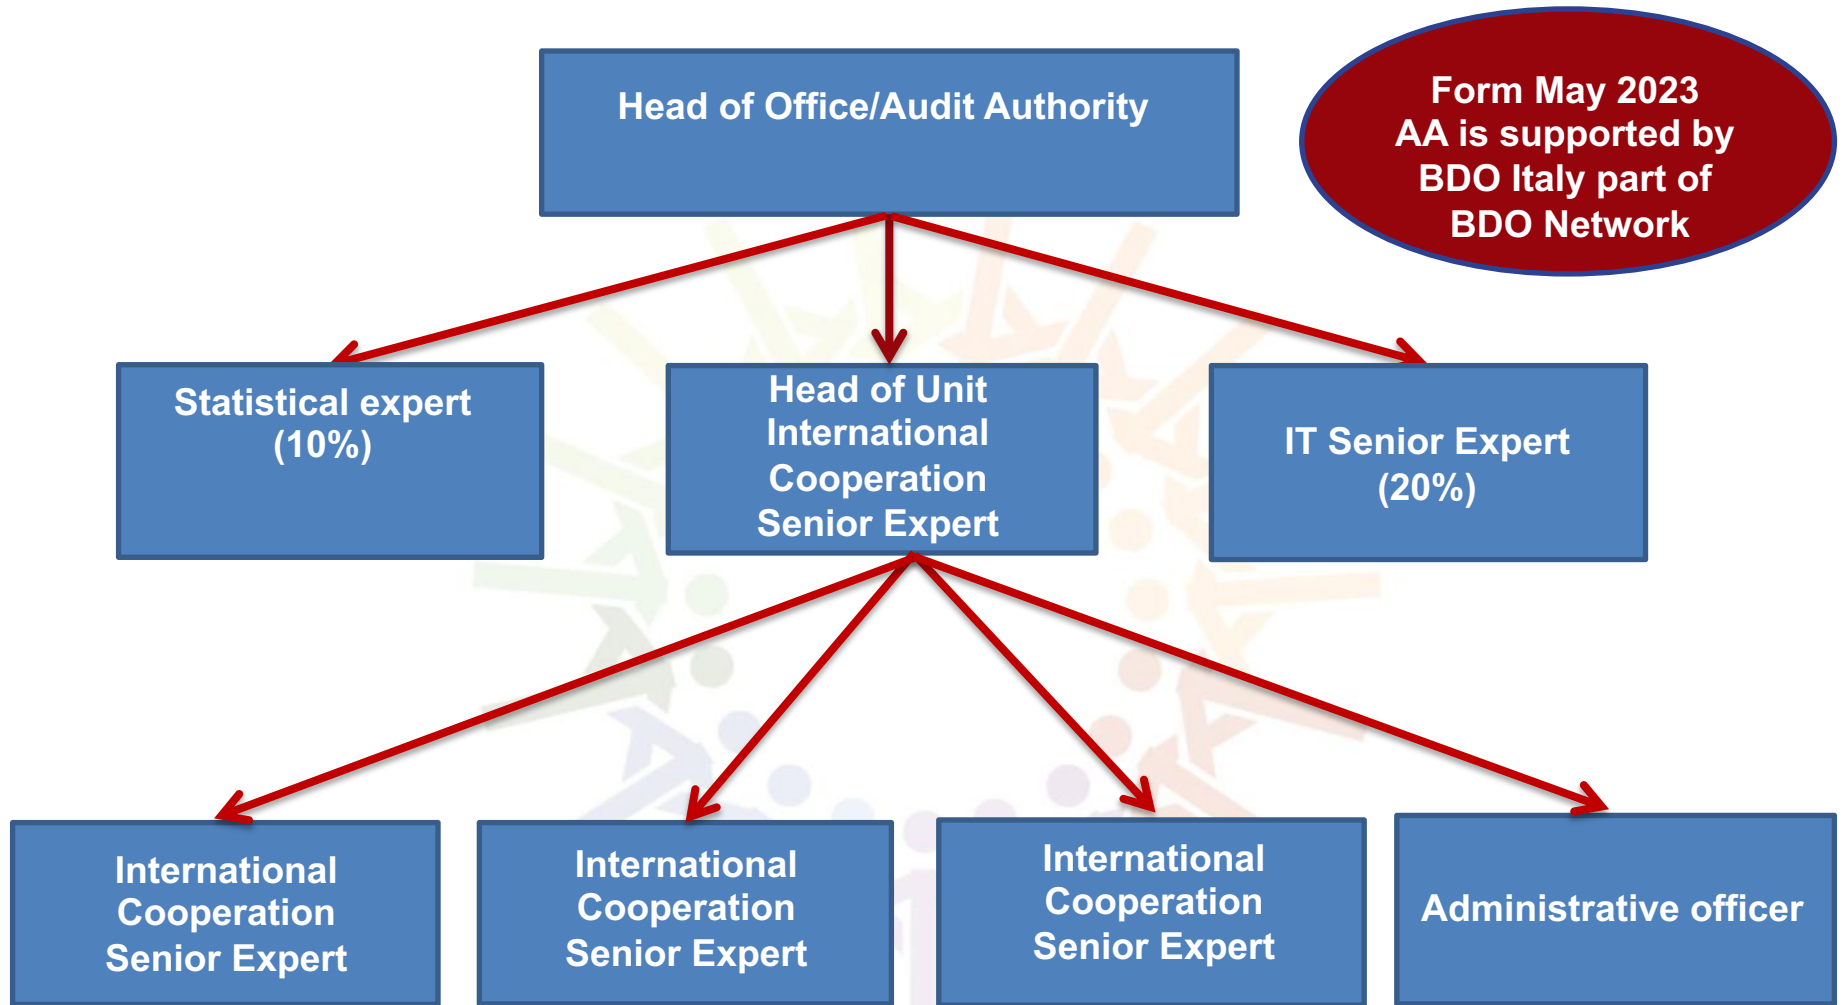 Head of Office/Audit Authority
Form May 2023
AA is supported by
BDO Italy part of
BDO Network
Statistical expert
(10%)
Head of Unit
International
Cooperation
Senior Expert
IT Senior Expert
(20%)
International
Cooperation
Senior Expert
International
Cooperation
Senior Expert
International
Cooperation
Senior Expert
Administrative officer